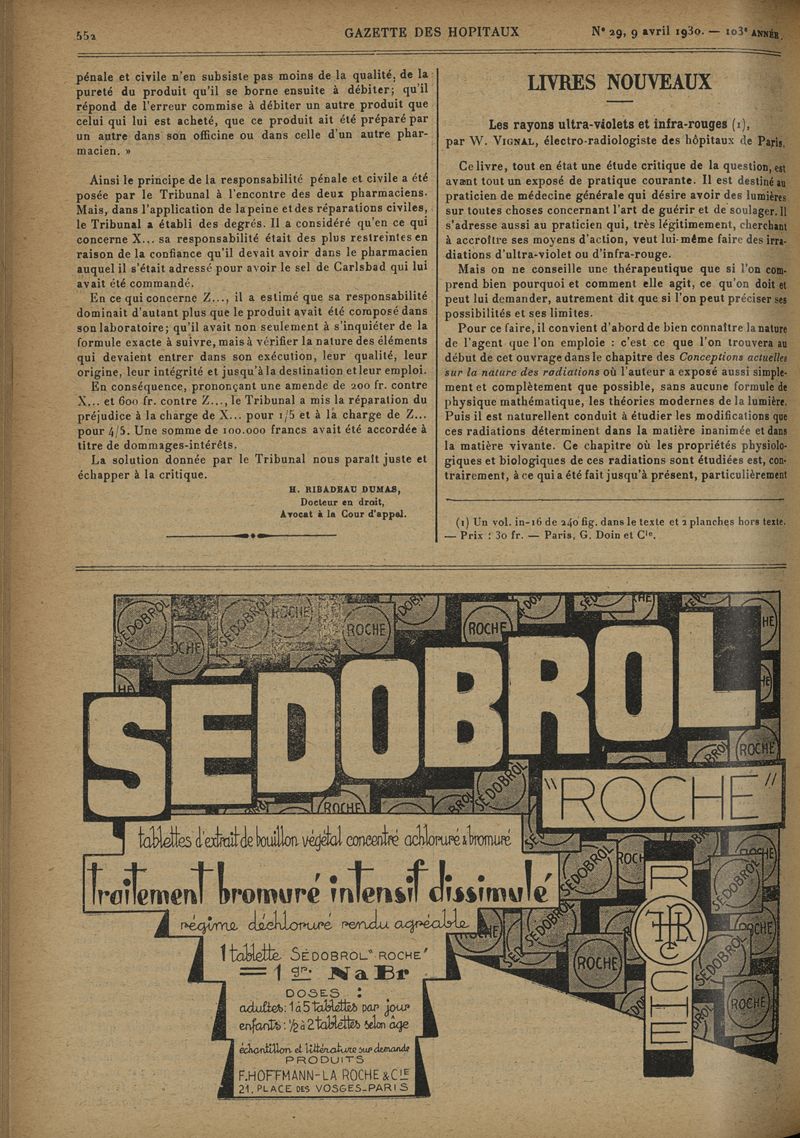 552
GAZETTE DES HOPITAUX
N° 29, 9 avril 1930. — 103e ANNÉE.
pénale et civile n'en subsiste pas moins de la qualité, de la
pureté du produit qu'il se borne ensuite à débiter; qu'il
répond de l'erreur commise à débiter un autre produit que
celui qui lui est acheté, que ce produit ait été préparé par
un autre dans son officine ou dans celle d'un autre phar-
macien. »
Ainsi le principe de la responsabilité pénale et civile a été
posée par le Tribunal à l'encontre des deux pharmaciens.
Mais, dans l'application de la peine et des réparations civiles,
le Tribunal a établi des degrés. Il a considéré qu'en ce qui
concerne X... sa responsabilité était des plus restreintes en
raison de la confiance qu'il devait avoir dans le pharmacien
auquel il s'était adressé pour avoir le sel de Carlsbad qui lui
avait été commandé.
En ce qui concerne Z..., il a estimé que sa responsabilité
dominait d'autant plus que le produit avait été composé dans
son laboratoire; qu'il avait non seulement à s'inquiéter de la
formule exacte à suivre, mais à vérifier la nature des éléments
qui devaient entrer dans son exécution, leur qualité, leur
origine, leur intégrité et jusqu'à la destination et leur emploi.
En conséquence, prononçant une amende de 200 fr. contre
X... et 600 fr. contre Z..., le Tribunal a mis la réparation du
préjudice à la charge de X... pour 1/5 et à la charge de Z...
pour 4/5. Une somme de 100.000 francs avait été accordée à
titre de dommages-intérêts.
La solution donnée par le Tribunal nous paraît juste et
échapper à la critique.
H. RIBADEAU DUMAS,
Docteur en droit,
Avocat à la Cour d'appel.
LIVRES NOUVEAUX
Les rayons ultra-violets et infra-rouges (1),
par W. VIGNAL, électro-radiologiste des hôpitaux de Paris.
Ce livre, tout en état une étude critique de la question, est
avant tout un exposé de pratique courante. Il est destiné au
praticien de médecine générale qui désire avoir des lumières
sur toutes choses concernant l'art de guérir et de soulager. Il
s'adresse aussi au praticien qui, très légitimement, cherchant
à accroître ses moyens d'action, veut lui-même faire des irra-
diations d'ultra-violet ou d'infra-rouge.
Mais on ne conseille une thérapeutique que si l'on com-
prend bien pourquoi et comment elle agit, ce qu'on doit et
peut lui demander, autrement dit que si l'on peut préciser ses
possibilités et ses limites.
Pour ce faire, il convient d'abord de bien connaître la nature
de l'agent que l'on emploie : c'est ce que l'on trouvera au
début de cet ouvrage dans le chapitre des Conceptions actuelles
sur la nature des radiations où l'auteur a exposé aussi simple-
ment et complètement que possible, sans aucune formule de
physique mathématique, les théories modernes de la lumière.
Puis il est naturellent conduit à étudier les modifications que
ces radiations déterminent dans la matière inanimée et dans
la matière vivante. Ce chapitre où les propriétés physiolo-
giques et biologiques de ces radiations sont étudiées est, con-
trairement, à ce qui a été fait jusqu'à présent, particulièrement
(1) Un vol. in-16 de 240 fig. dans le texte et 2 planches hors texte.
— Prix : 30 fr. — Paris, G. Doin et Cie.
SÉDOBROL
"ROCHE"
tablettes d'extrait de bouillon végétal concentré achloruré & bromuré
traitement bromuré intensif dissimulé
régime déchloruré rendu agréable
1 tablette SÉDOBROL "ROCHE"
= 1 gr. NaBr
DOSES :
adultes : 1 à 5 tablettes par jour
enfants : ½ à 2 tablettes selon âge
échantillon et littérature sur demande
PRODUITS
F. HOFFMANN-LA ROCHE & CIE
21, PLACE DES VOSGES_PARIS
ROCHE